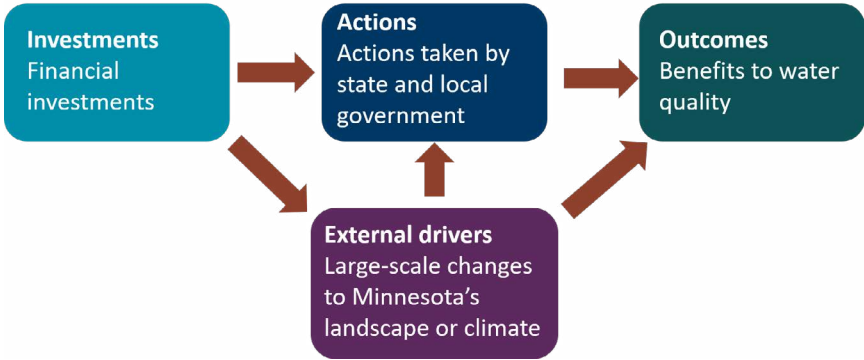 Investments
Financial
investments
Actions
Actions taken by
state and local
government
Outcomes
Benefits to water
quality
External drivers
Large-scale changes
to Minnesota’s
landscape or climate